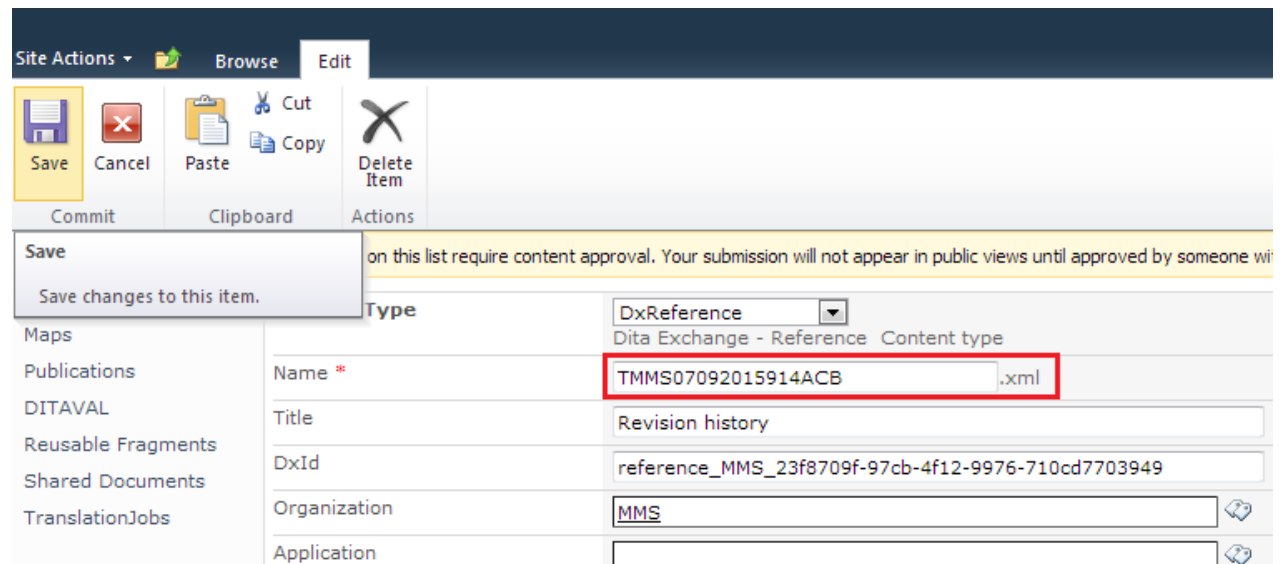 Site Actions Browse Edit
Cut
Copy
Save Cancel Paste Delete
Item
Commit Clipboard Actions
Save
on this list require content approval. Your submission will not appear in public views until approved by someone
Save changes to this item.
Type DxReference
Dita Exchange - Reference Content type
Maps
Publications Name * TMMS07092015914ACB .xml
DITAVAL Title Revision history
Reusable Fragments
DxId reference_MMS_23f8709f-97cb-4f12-9976-710cd7703949
Shared Documents
TranslationJobs Organization MMS
Application